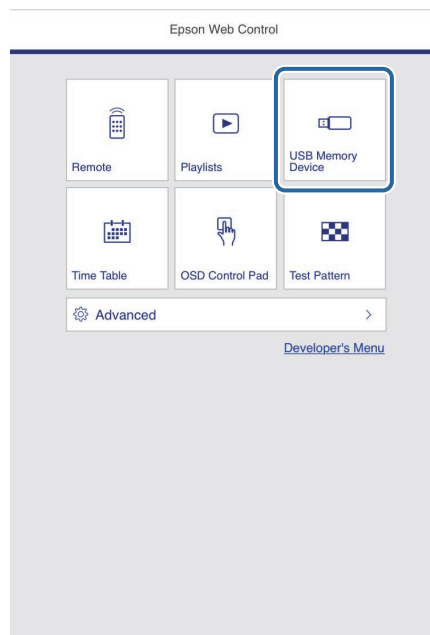 Epson Web Control
Remote
Playlists
USB Memory
Device
Time Table
OSD Control Pad
Test Pattern
Advanced
Developer's Menu